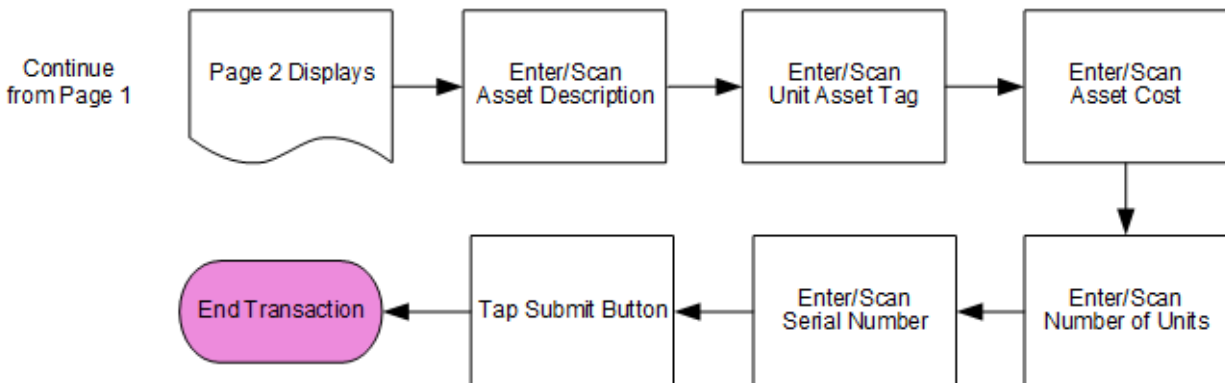 Continue
from Page 1
Page 2 Displays
Enter/Scan
Asset Description
Enter/Scan
Unit Asset Tag
Enter/Scan
Asset Cost
Enter/Scan
Number of Units
Enter/Scan
Serial Number
Tap Submit Button
End Transaction